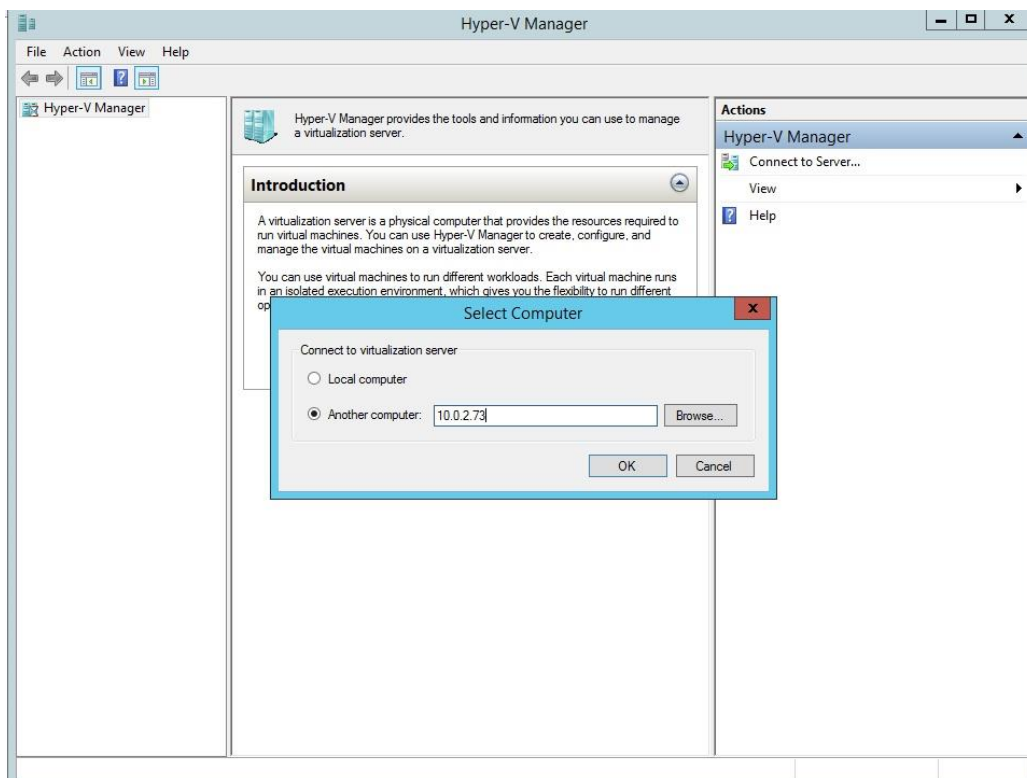 Hyper-V Manager
File Action View Help
Hyper-V Manager
Hyper-V Manager provides the tools and information you can use to manage
a virtualization server.
Introduction
A virtualization server is a physical computer that provides the resources required to
run virtual machines. You can use Hyper-V Manager to create, configure, and
manage the virtual machines on a virtualization server.
You can use virtual machines to run different workloads. Each virtual machine runs
in an isolated execution environment, which gives you the flexibility to run different
Select Computer
Connect to virtualization server
Local computer
Another computer: 10.0.2.73 Browse...
OK Cancel
Actions
Hyper-V Manager
Connect to Server...
View
Help